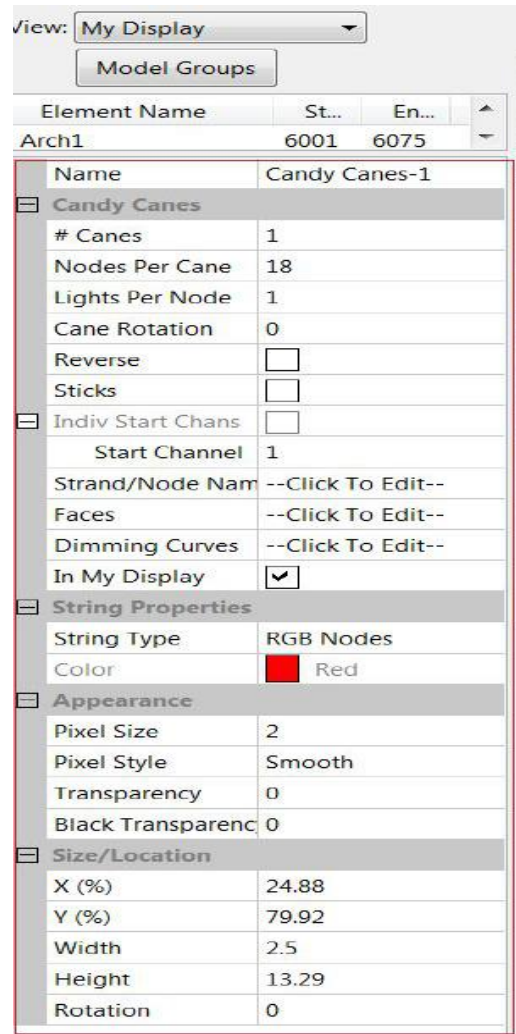 View: My Display
Model Groups
Element Name St... En...
Arch1 6001 6075
Name Candy Canes-1
Candy Canes
# Canes 1
Nodes Per Cane 18
Lights Per Node 1
Cane Rotation 0
Reverse
Sticks
Indiv Start Chans
Start Channel 1
Strand/Node Nam --Click To Edit--
Faces --Click To Edit--
Dimming Curves --Click To Edit--
In My Display
String Properties
String Type RGB Nodes
Color Red
Appearance
Pixel Size 2
Pixel Style Smooth
Transparency 0
Black Transparenc 0
Size/Location
X (%) 24.88
Y (%) 79.92
Width 2.5
Height 13.29
Rotation 0